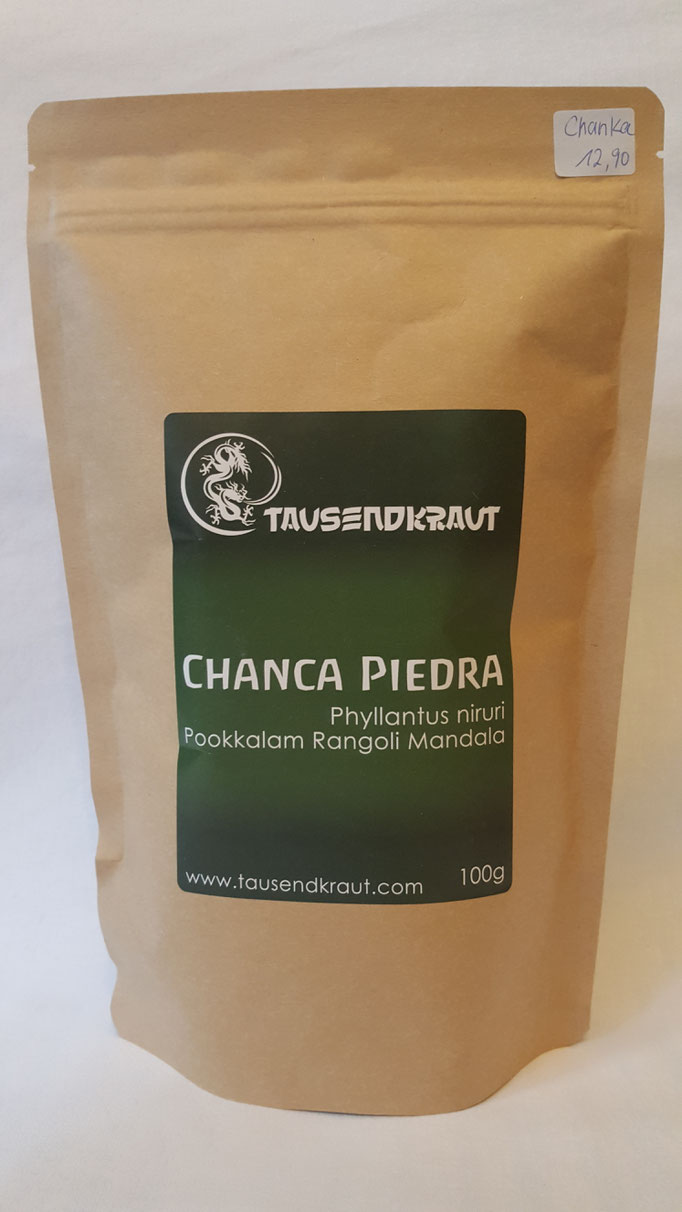 Chanka
12,90
TAUSENDKRAUT
CHANCA PIEDRA
Phyllantus niruri
Pookkalam Rangoli Mandala
www.tausendkraut.com 100g